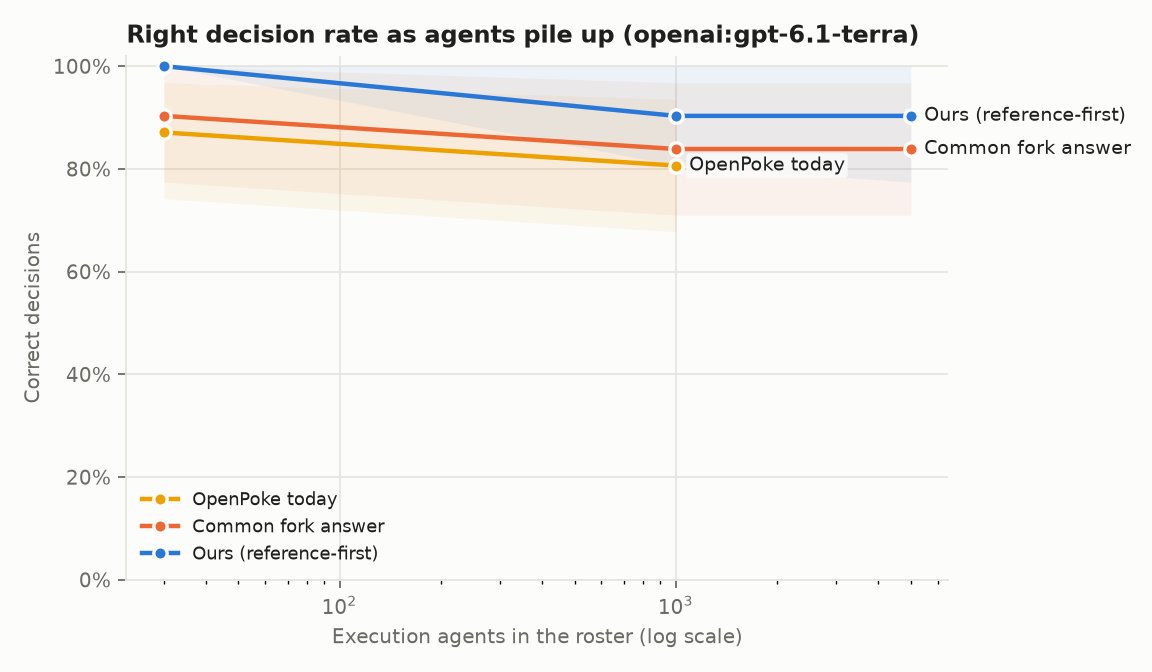 Right decision rate as agents pile up (openai:gpt-6.1-terra)
100%
80%
60%
40%
20%
0%
Correct decisions
Ours (reference-first)
Common fork answer
OpenPoke today
OpenPoke today
Common fork answer
Ours (reference-first)
10²
10³
Execution agents in the roster (log scale)